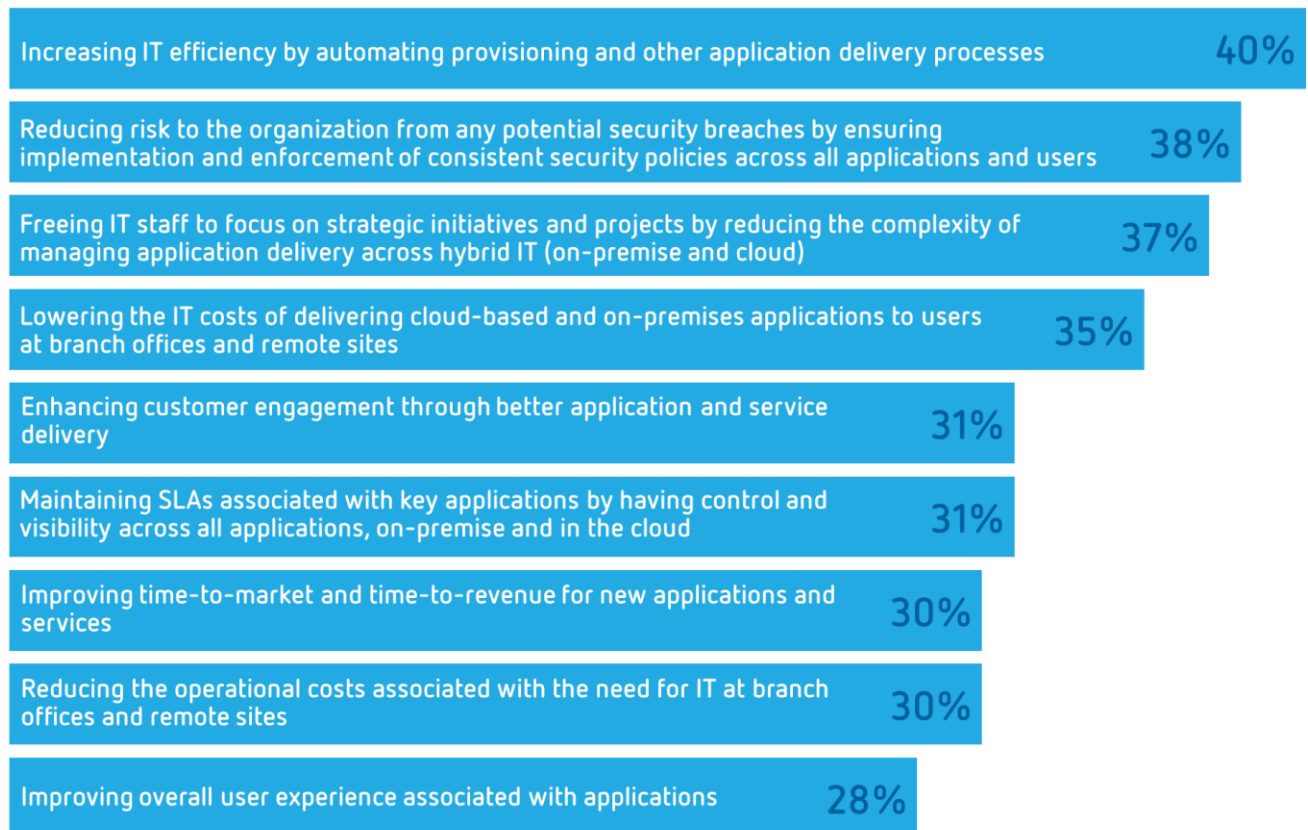 Increasing IT efficiency by automating provisioning and other application delivery processes 40%
Reducing risk to the organization from any potential security breaches by ensuring
implementation and enforcement of consistent security policies across all applications and users 38%
Freeing IT staff to focus on strategic initiatives and projects by reducing the complexity of
managing application delivery across hybrid IT (on-premise and cloud) 37%
Lowering the IT costs of delivering cloud-based and on-premises applications to users
at branch offices and remote sites 35%
Enhancing customer engagement through better application and service
delivery 31%
Maintaining SLAs associated with key applications by having control and
visibility across all applications, on-premise and in the cloud 31%
Improving time-to-market and time-to-revenue for new applications and
services 30%
Reducing the operational costs associated with the need for IT at branch
offices and remote sites 30%
Improving overall user experience associated with applications 28%